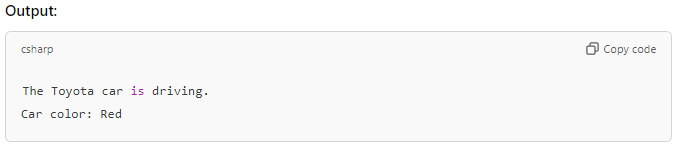 Output:
csharp
Copy code
The Toyota car is driving.
Car color: Red